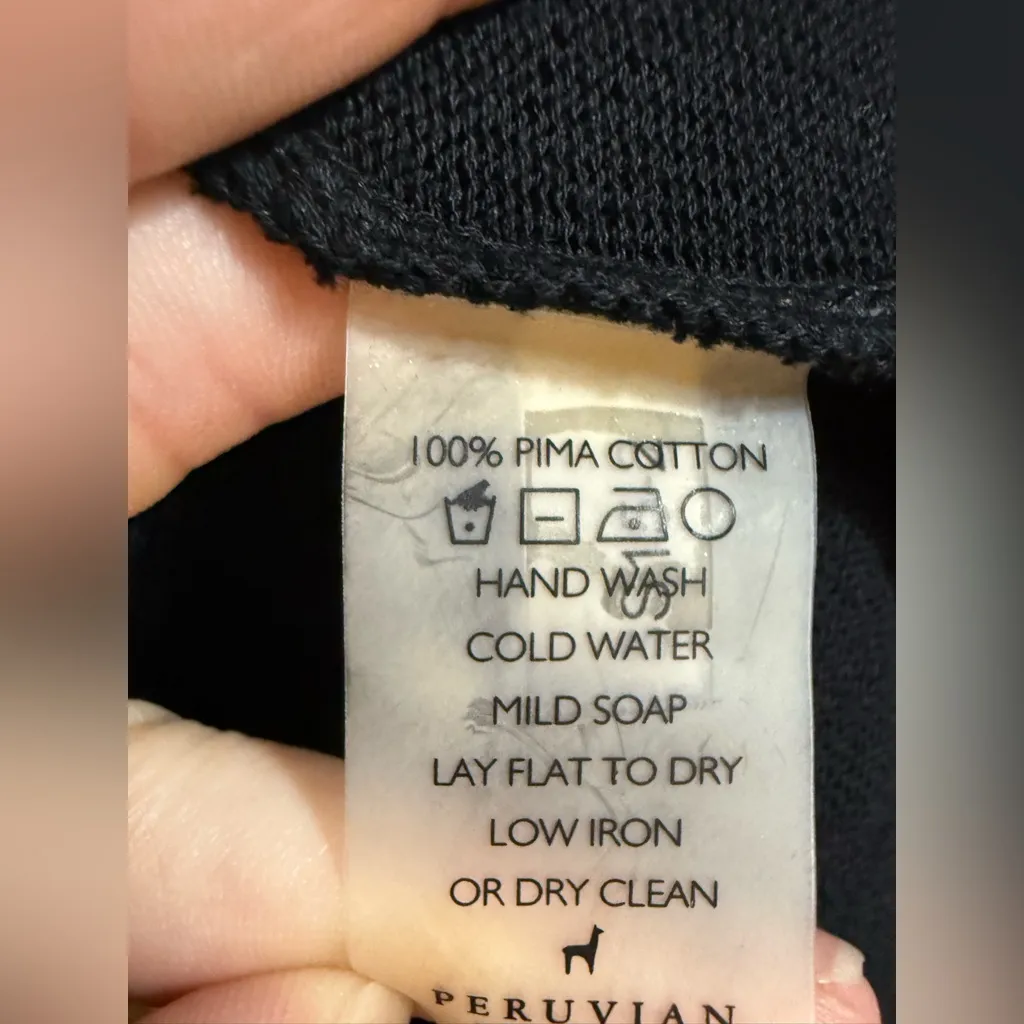 100% PIMA COTTON
HAND WASH
COLD WATER
MILD SOAP
LAY FLAT TO DRY
LOW IRON
OR DRY CLEAN
PERUVIAN